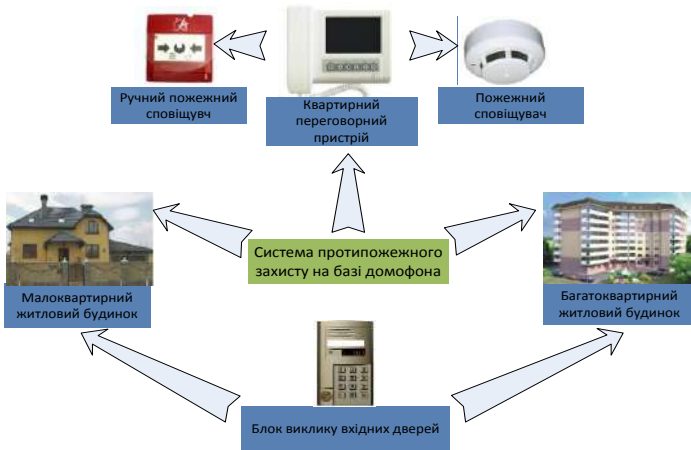 Ручний пожежний
сповіщувч
Квартирний
переговорний
пристрій
Пожежний
сповіщувач
Система протипожежного
захисту на базі домофона
Малоквартирний
житловий будинок
Багатоквартирний
житловий будинок
Блок виклику вхідних дверей